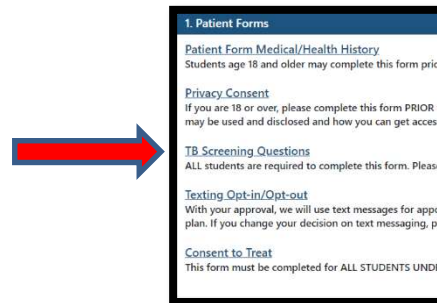 1. Patient Forms
Patient Form Medical/Health History
Students age 18 and older may complete this form prio
Privacy Consent
If you are 18 or over, please complete this form PRIOR
may be used and disclosed and how you can get acces
TB Screening Questions
ALL students are required to complete this form. Pleas
Texting Opt-in/Opt-out
With your approval, we will use text messages for appo
plan. If you change your decision on text messaging, p
Consent to Treat
This form must be completed for ALL STUDENTS UNDE